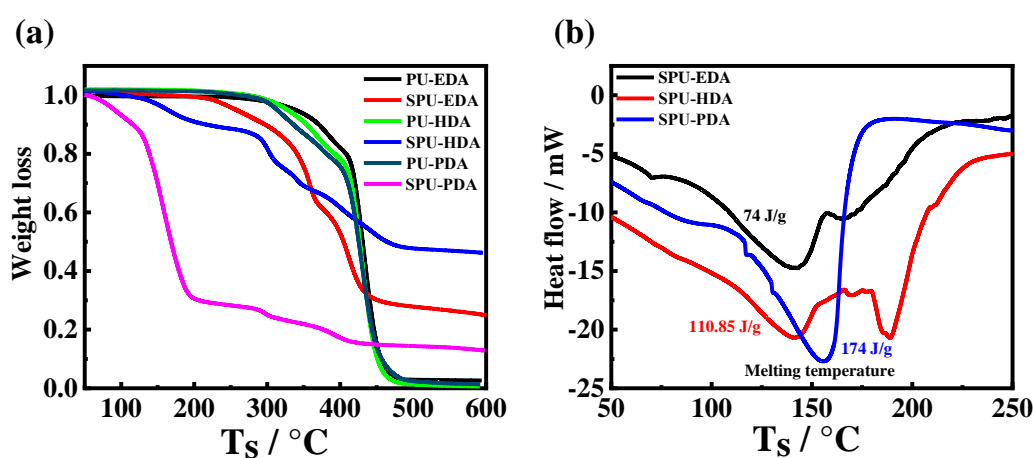 (a)
PU-EDA
SPU-EDA
PU-HDA
SPU-HDA
PU-PDA
SPU-PDA
1.0
0.8
0.6
0.4
0.2
0.0
Weight loss
100 200 300 400 500 600
Ts / °C
(b)
SPU-EDA
SPU-HDA
SPU-PDA
0
-5
-10
-15
-20
-25
Heat flow / mW
74 J/g
110.85 J/g
174 J/g
Melting temperature
50 100 150 200 250
Ts / °C